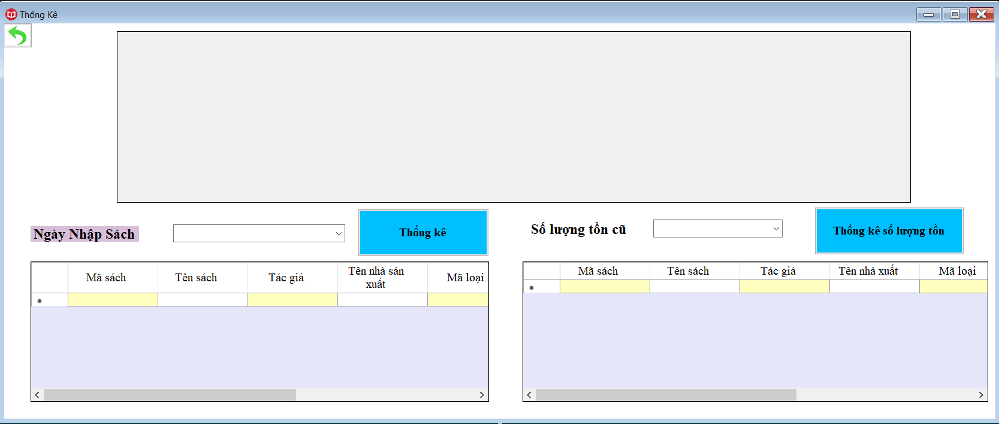 Thống Kê
Ngày Nhập Sách
Thống kê
Số lượng tồn cũ
Thống kê số lượng tồn
Mã sách Tên sách Tác giả Tên nhà sản xuất Mã loại
Mã sách Tên sách Tác giả Tên nhà xuất Mã loại